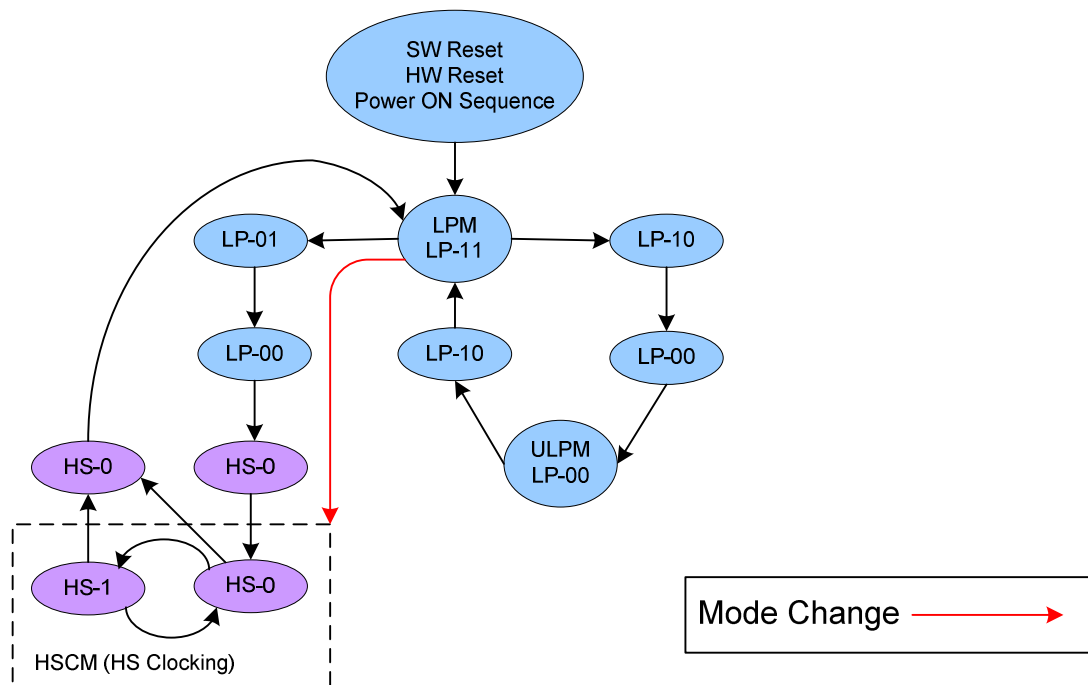 SW Reset
HW Reset
Power ON Sequence
LPM
LP-11
LP-01
LP-10
LP-00
LP-10
LP-00
ULPM
LP-00
HS-0
HS-0
HS-1
HS-0
HSCM (HS Clocking)
Mode Change